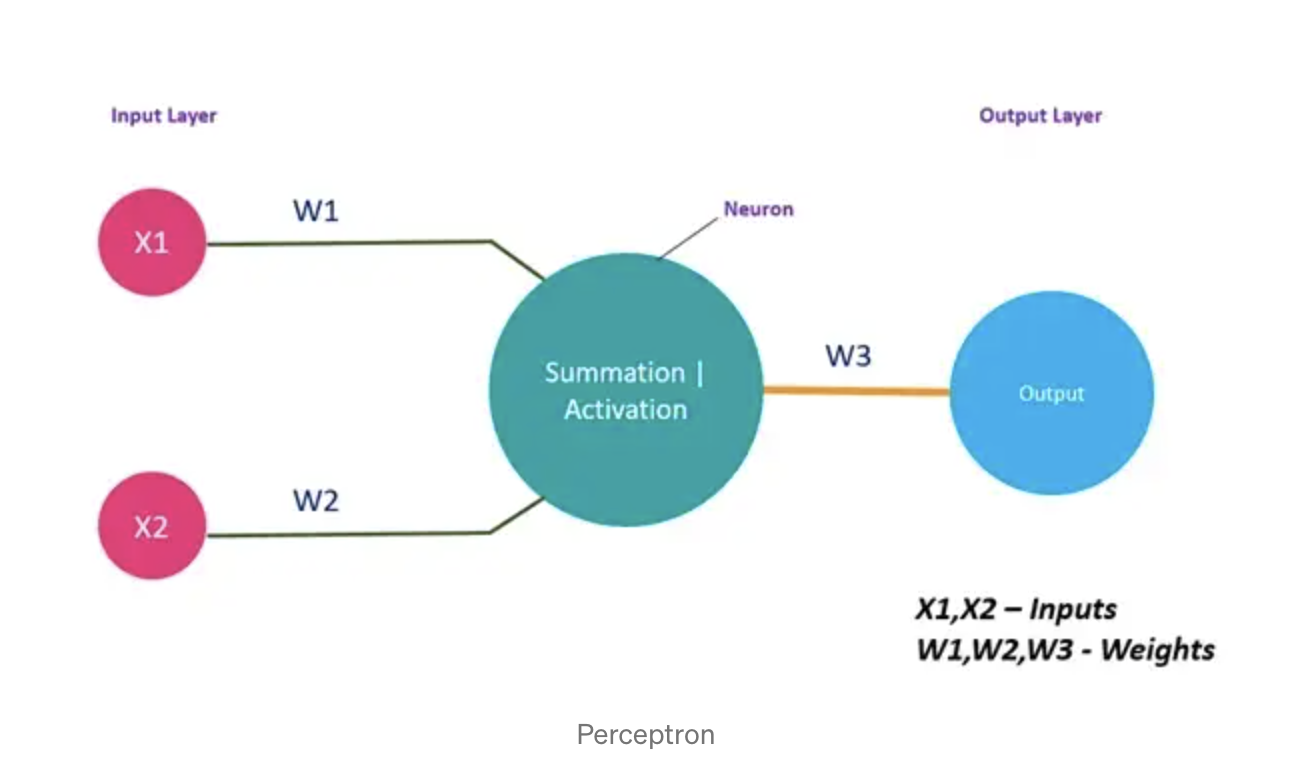 Input Layer
Output Layer
X1
W1
Neuron
Summation |
Activation
W3
Output
X2
W2
X1,X2 – Inputs
W1,W2,W3 - Weights
Perceptron